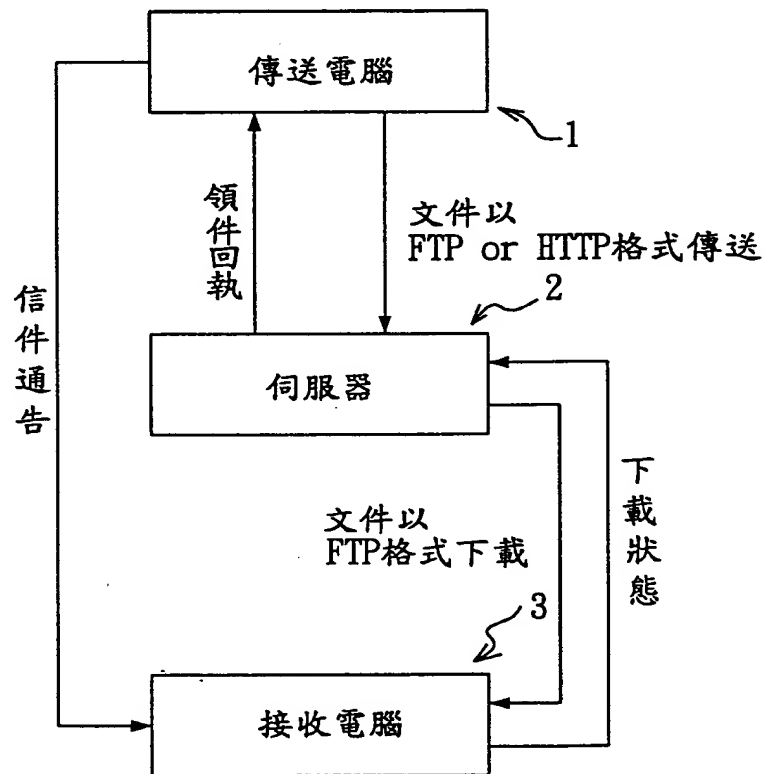 傳送電腦
1
領件回執
文件以
FTP or HTTP格式傳送
2
信件通告
伺服器
下載狀態
文件以
FTP格式下載
3
接收電腦